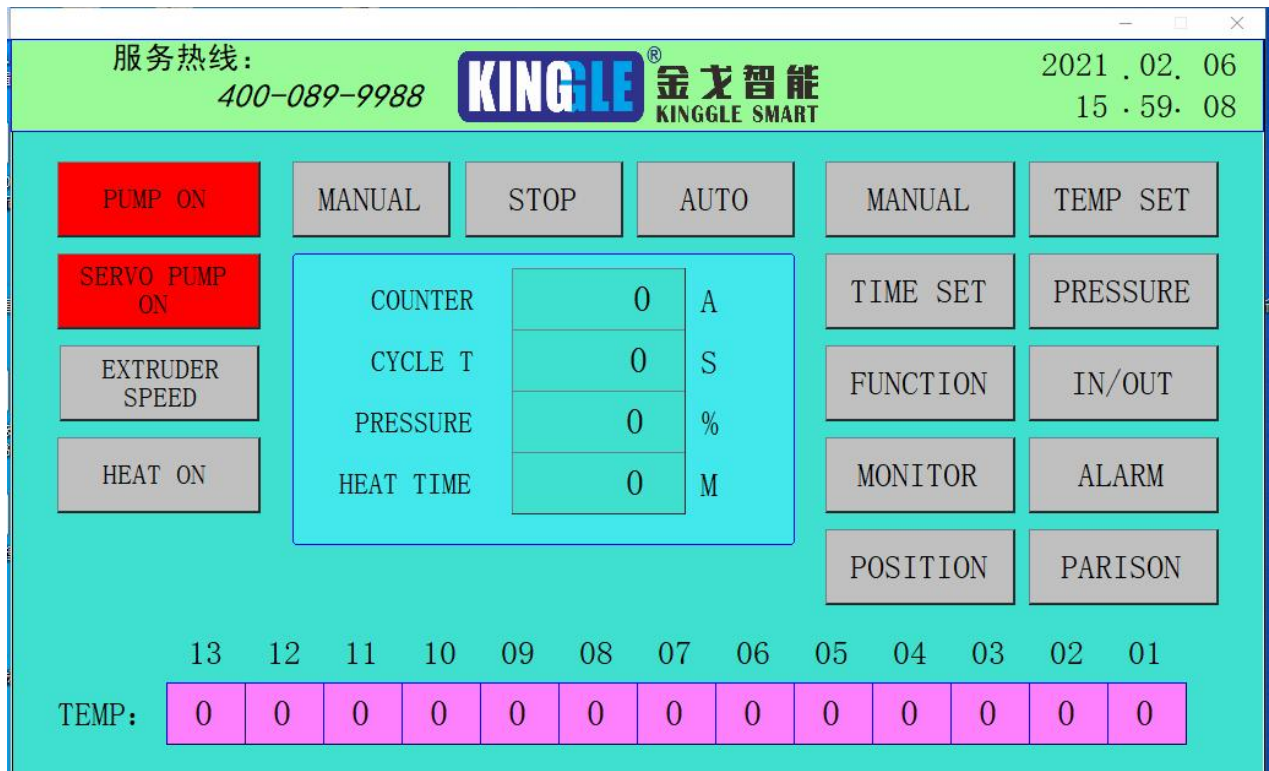 服务热线:
400-089-9988
KINGGLE®
金戈智能
KINGGLE SMART
2021 .02. 06
15 .59. 08
PUMP ON
MANUAL
STOP
AUTO
MANUAL
TEMP SET
SERVO PUMP
ON
COUNTER 0 A
TIME SET
PRESSURE
EXTRUDER
SPEED
CYCLE T 0 S
FUNCTION
IN/OUT
PRESSURE 0 %
HEAT ON
HEAT TIME 0 M
MONITOR
ALARM
POSITION
PARISON
13 12 11 10 09 08 07 06 05 04 03 02 01
TEMP: 0 0 0 0 0 0 0 0 0 0 0 0 0